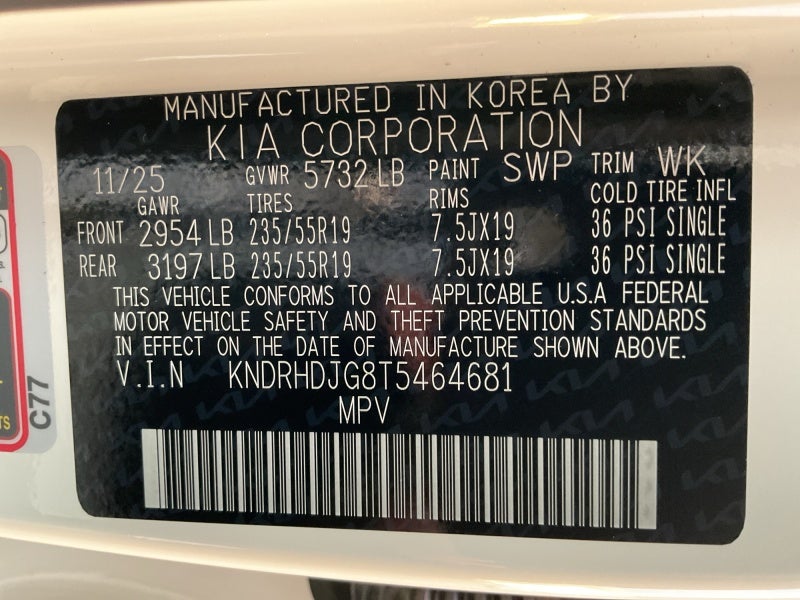 MANUFACTURED IN KOREA BY
KIA CORPORATION
11/25 GVWR 5732 LB PAINT SWP TRIM WK
GAWR TIRES RIMS COLD TIRE INFL
FRONT 2954 LB 235/55R19 7.5JX19 36 PSI SINGLE
REAR 3197 LB 235/55R19 7.5JX19 36 PSI SINGLE
THIS VEHICLE CONFORMS TO ALL APPLICABLE U.S.A FEDERAL
MOTOR VEHICLE SAFETY AND THEFT PREVENTION STANDARDS
IN EFFECT ON THE DATE OF MANUFACTURE SHOWN ABOVE.
V.I.N KNDRHDJG8T5464681
MPV
C77